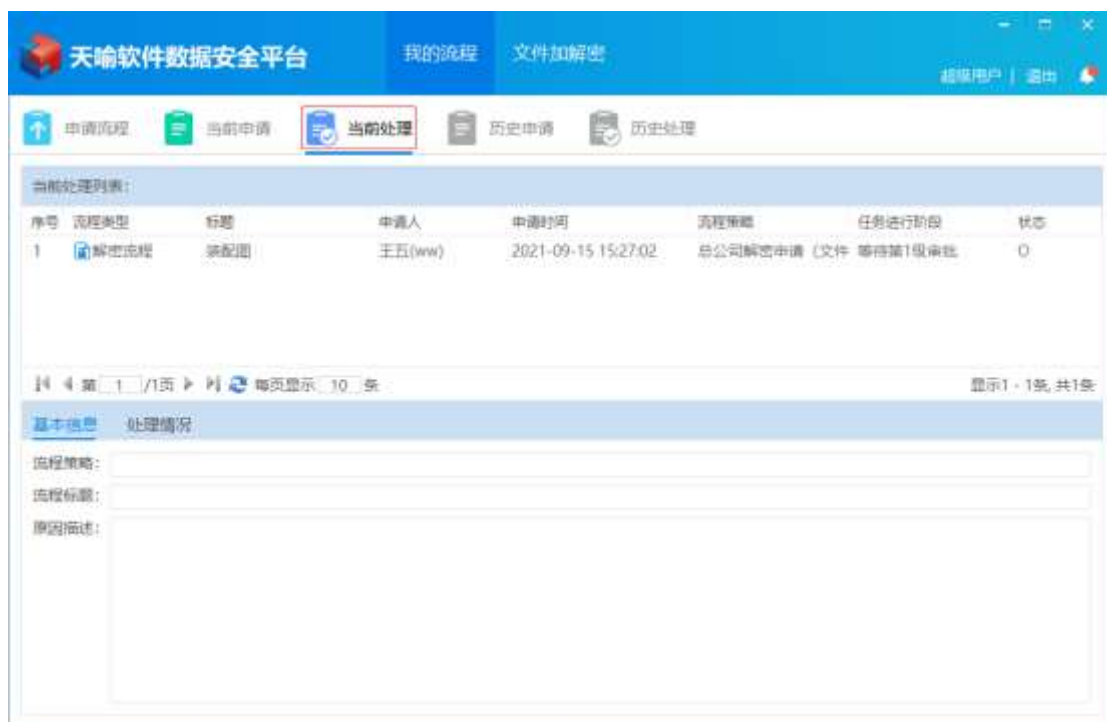 天喻软件数据安全平台 我的流程 文件加解密
超级用户 | 退出
申请流程 当前申请 当前处理 历史申请 历史处理
当前处理列表:
序号 流程类型 标题 申请人 申请时间 流程策略 任务进行阶段 状态
1 解密流程 装配图 王五(ww) 2021-09-15 15:27:02 总公司解密申请（文件 等待第1级审批 O
第 1 /1页 每页显示 10 条 显示1 - 1条, 共1条
基本信息 处理情况
流程策略:
流程标题:
原因描述: